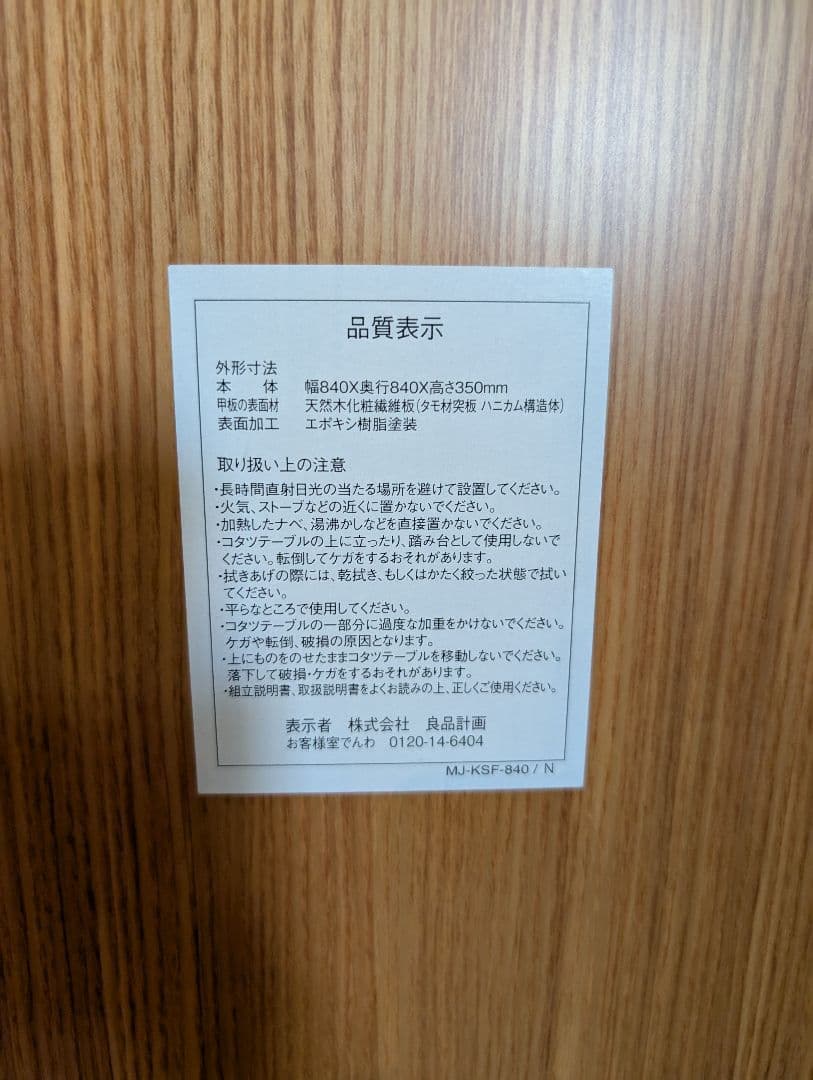 品質表示
外形寸法
本 体 幅840X奥行840X高さ350mm
甲板の表面材 天然木化粧繊維板(タモ材突板 ハニカム構造体)
表面加工 エポキシ樹脂塗装
取り扱い上の注意
・長時間直射日光の当たる場所を避けて設置してください。
・火気、ストーブなどの近くに置かないでください。
・加熱したナベ、湯沸かしなどを直接置かないでください。
・コタツテーブルの上に立ったり、踏み台として使用しないで
ください。転倒してケガをするおそれがあります。
・拭きあげの際には、乾拭き、もしくはかたく絞った状態で拭い
てください。
・平らなところで使用してください。
・コタツテーブルの一部分に過度な加重をかけないでください。
ケガや転倒、破損の原因となります。
・上にものをのせたままコタツテーブルを移動しないでください。
落下して破損・ケガをするおそれがあります。
・組立説明書、取扱説明書をよくお読みの上、正しくご使用ください。
表示者 株式会社 良品計画
お客様室でんわ 0120-14-6404
MJ-KSF-840 / N